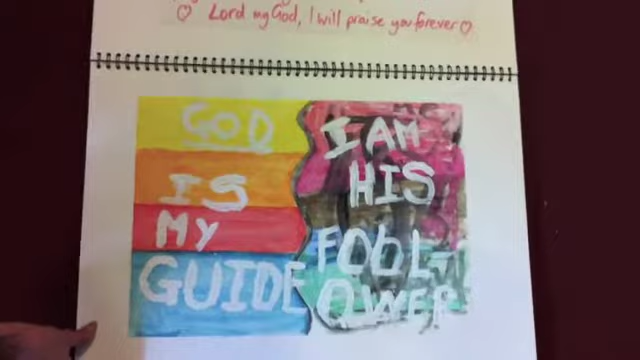 ♡ Lord my God, I will praise you forever ♡
GOD
IS
MY
GUIDE
I AM
HIS
FOLL-
OWER